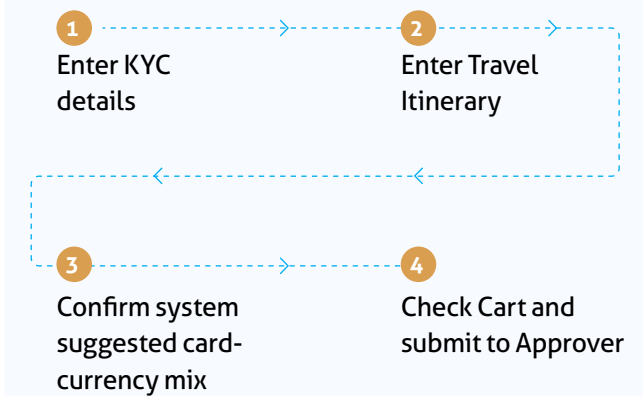 1
Enter KYC
details
2
Enter Travel
Itinerary
3
Confirm system
suggested card-
currency mix
4
Check Cart and
submit to Approver